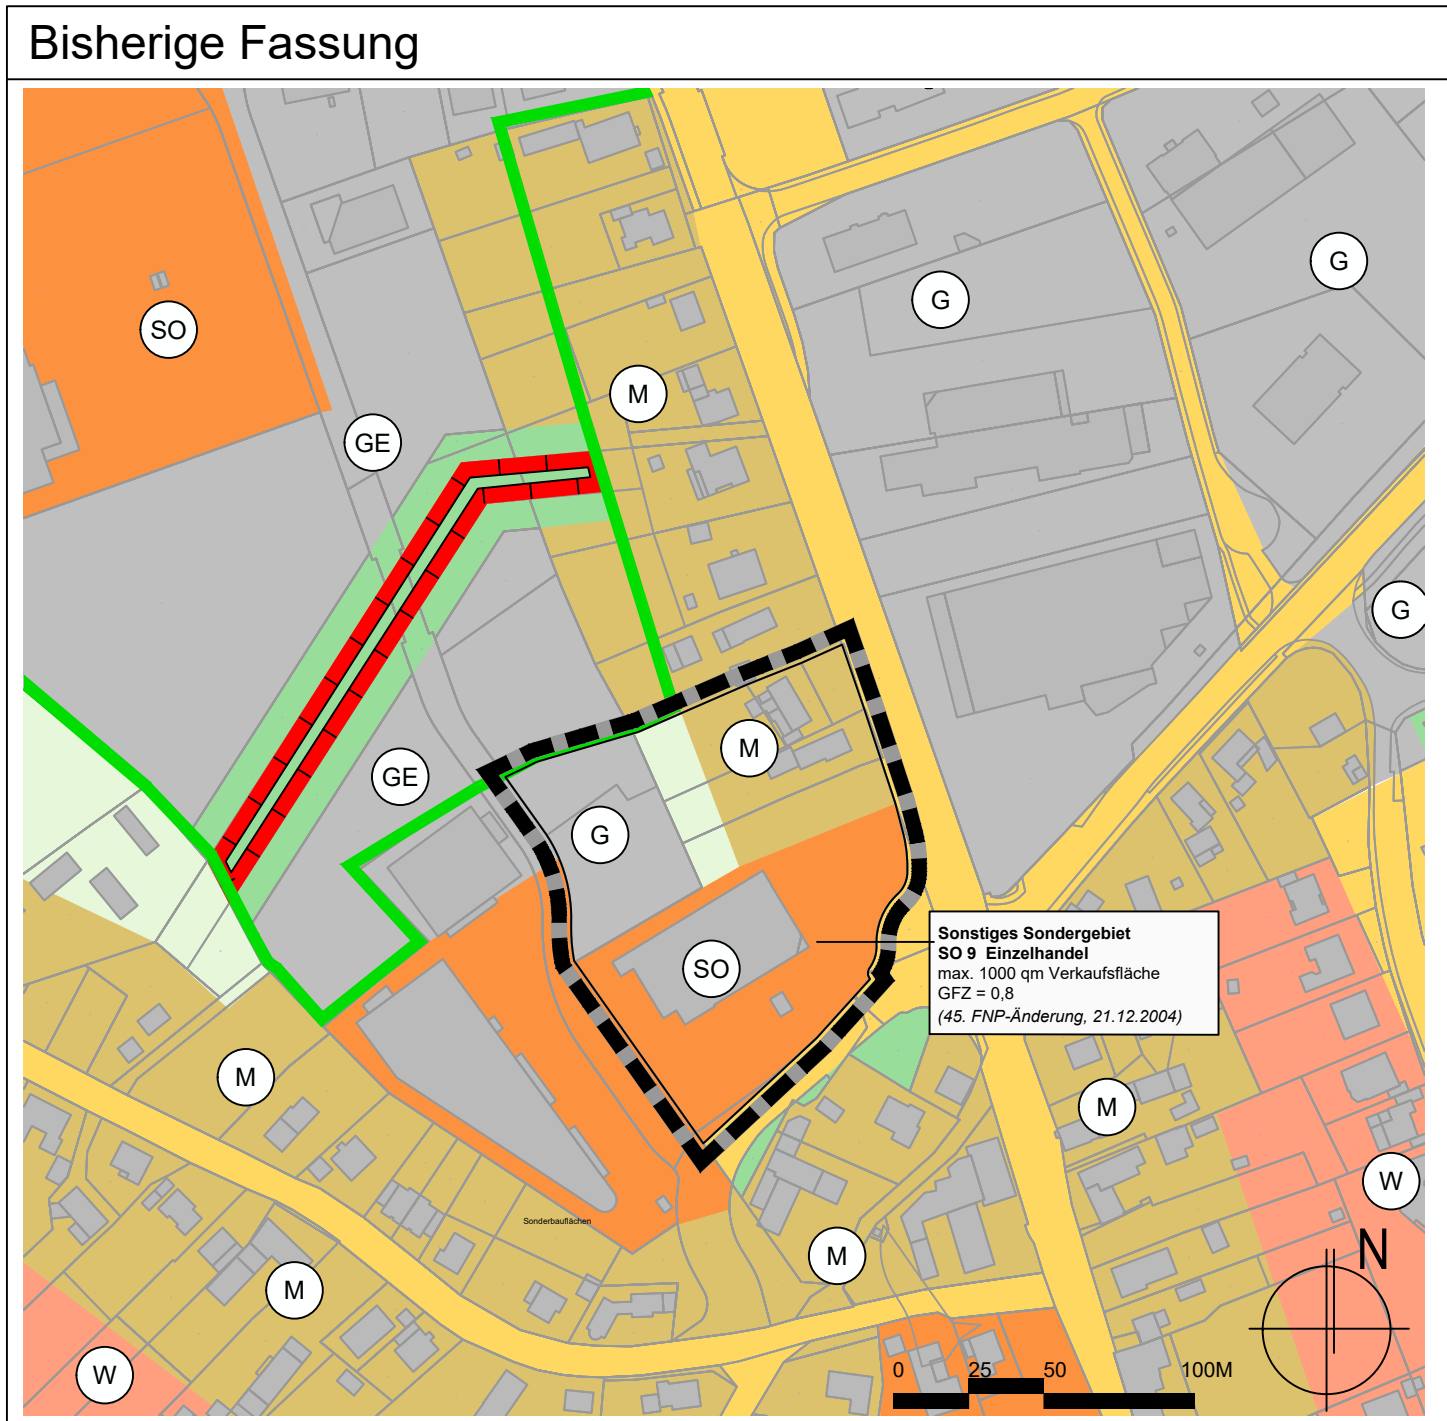 Bisherige Fassung
G
SO
G
M
GE
G
M
GE
G
Sonstiges Sondergebiet
SO 9 Einzelhandel
max. 1000 qm Verkaufsfläche
GFZ = 0,8
(45. FNP-Änderung, 21.12.2004)
SO
M
M
W
Sonderbauflächen
M
N
M
W
0 25 50 100M